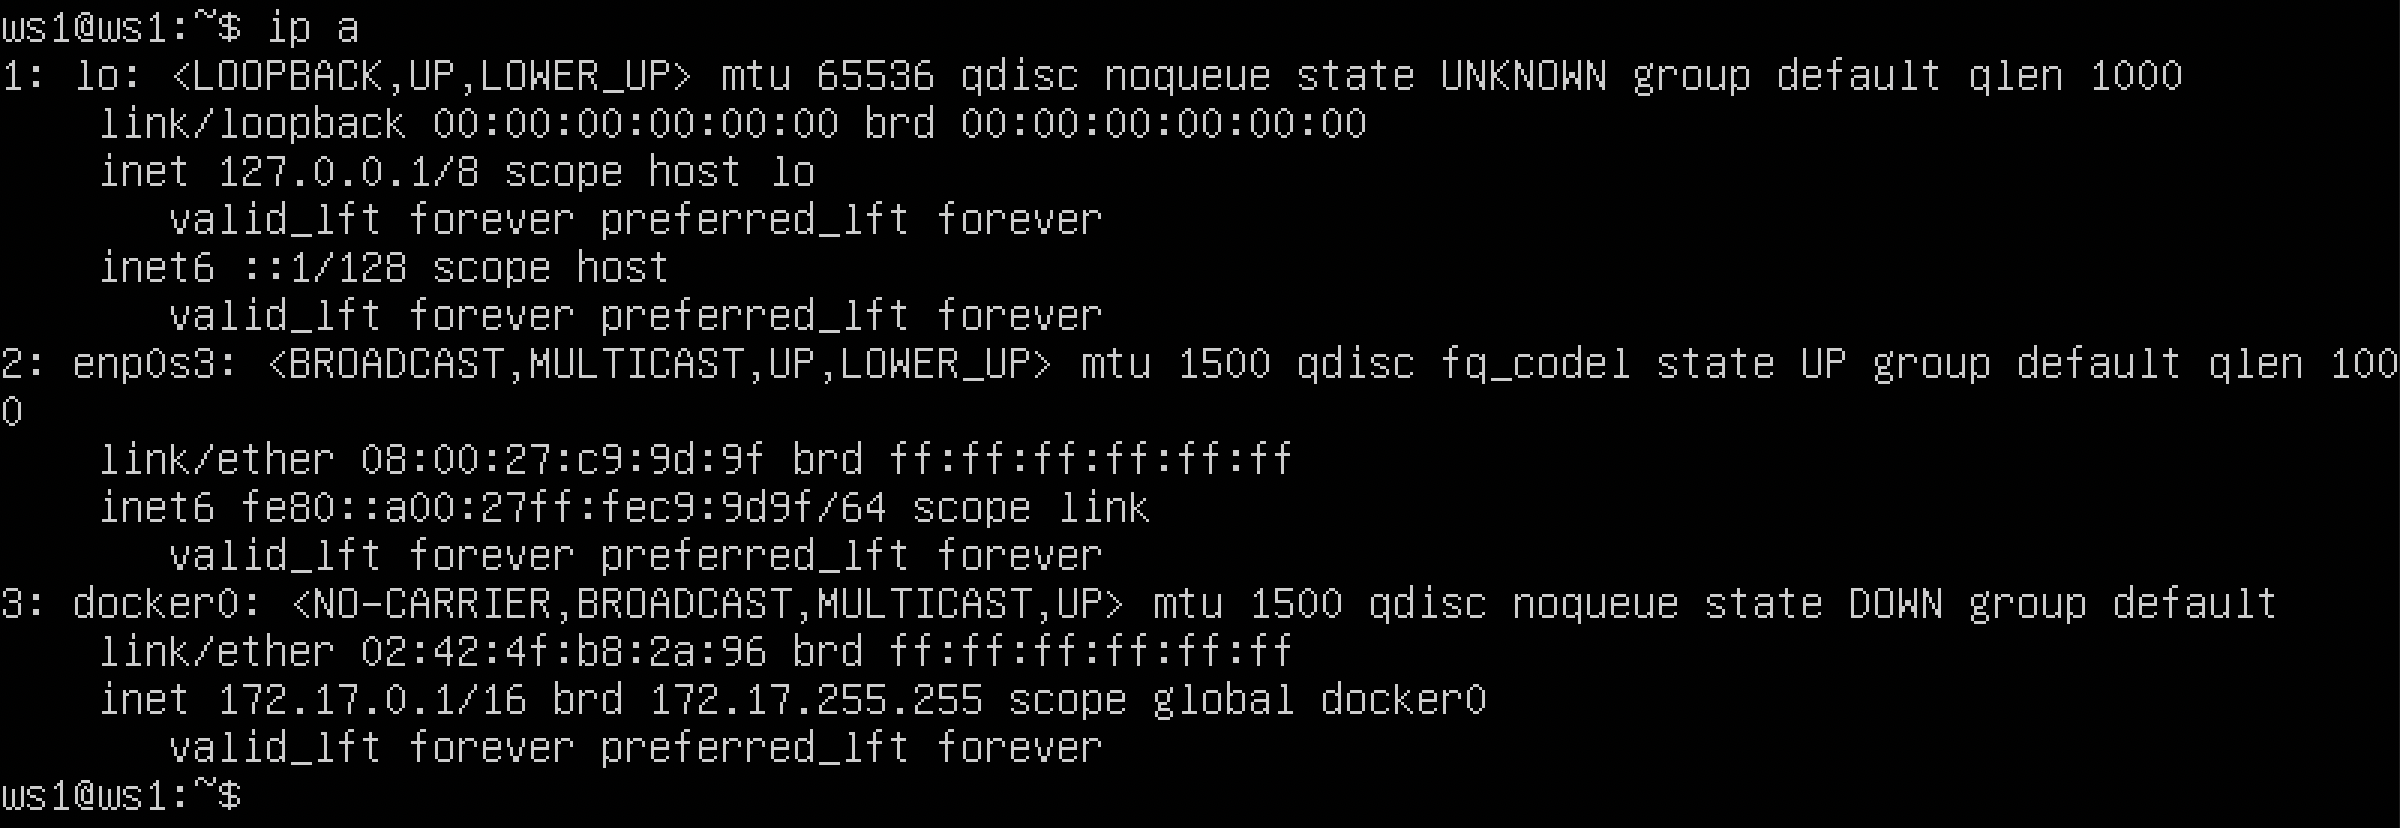 ws1@ws1:~$ ip a
1: lo: <LOOPBACK,UP,LOWER_UP> mtu 65536 qdisc noqueue state UNKNOWN group default qlen 1000
    link/loopback 00:00:00:00:00:00 brd 00:00:00:00:00:00
    inet 127.0.0.1/8 scope host lo
       valid_lft forever preferred_lft forever
    inet6 ::1/128 scope host
       valid_lft forever preferred_lft forever
2: enp0s3: <BROADCAST,MULTICAST,UP,LOWER_UP> mtu 1500 qdisc fq_codel state UP group default qlen 100
0
    link/ether 08:00:27:c9:9d:9f brd ff:ff:ff:ff:ff:ff
    inet6 fe80::a00:27ff:fec9:9d9f/64 scope link
       valid_lft forever preferred_lft forever
3: docker0: <NO-CARRIER,BROADCAST,MULTICAST,UP> mtu 1500 qdisc noqueue state DOWN group default
    link/ether 02:42:4f:b8:2a:96 brd ff:ff:ff:ff:ff:ff
    inet 172.17.0.1/16 brd 172.17.255.255 scope global docker0
       valid_lft forever preferred_lft forever
ws1@ws1:~$